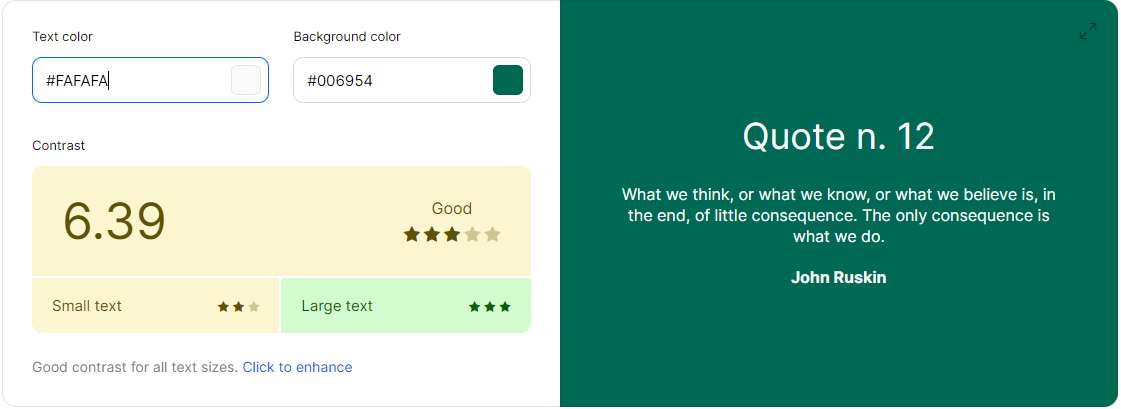 Text color
Background color
#FAFAFA
#006954
Contrast
6.39
Good
Small text
Large text
Good contrast for all text sizes. Click to enhance
Quote n. 12
What we think, or what we know, or what we believe is, in
the end, of little consequence. The only consequence is
what we do.
John Ruskin